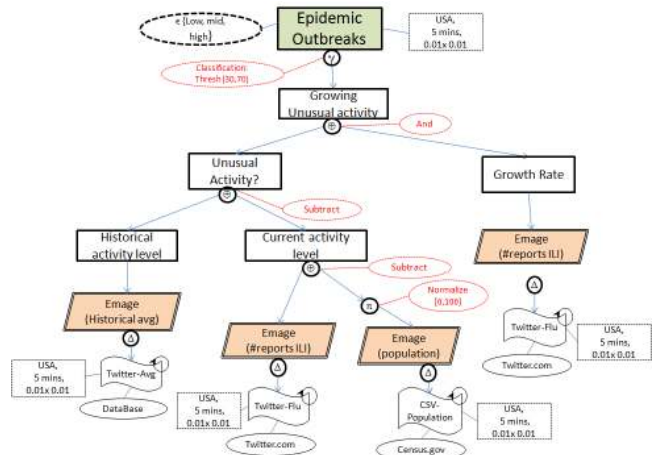 ϵ {Low, mid,
high}
Epidemic
Outbreaks
USA,
5 mins,
0.01x 0.01
γ
Classification:
Thresh (30,70)
Growing
Unusual activity
⊕
And
Unusual
Activity?
⊕
Growth Rate
Subtract
Historical
activity level
Current activity
level
⊕
Subtract
Emage
(#reports ILI)
Normalize
[0,100]
π
Emage
(Historical avg)
Emage
(#reports ILI)
Emage
(population)
Δ
Δ
Δ
Δ
Twitter-Flu
USA,
5 mins,
0.01x 0.01
Twitter.com
USA,
5 mins,
0.01x 0.01
Twitter-Avg
DataBase
USA,
5 mins,
0.01x 0.01
Twitter-Flu
Twitter.com
CSV-
Population
USA,
5 mins,
0.01x 0.01
Census.gov